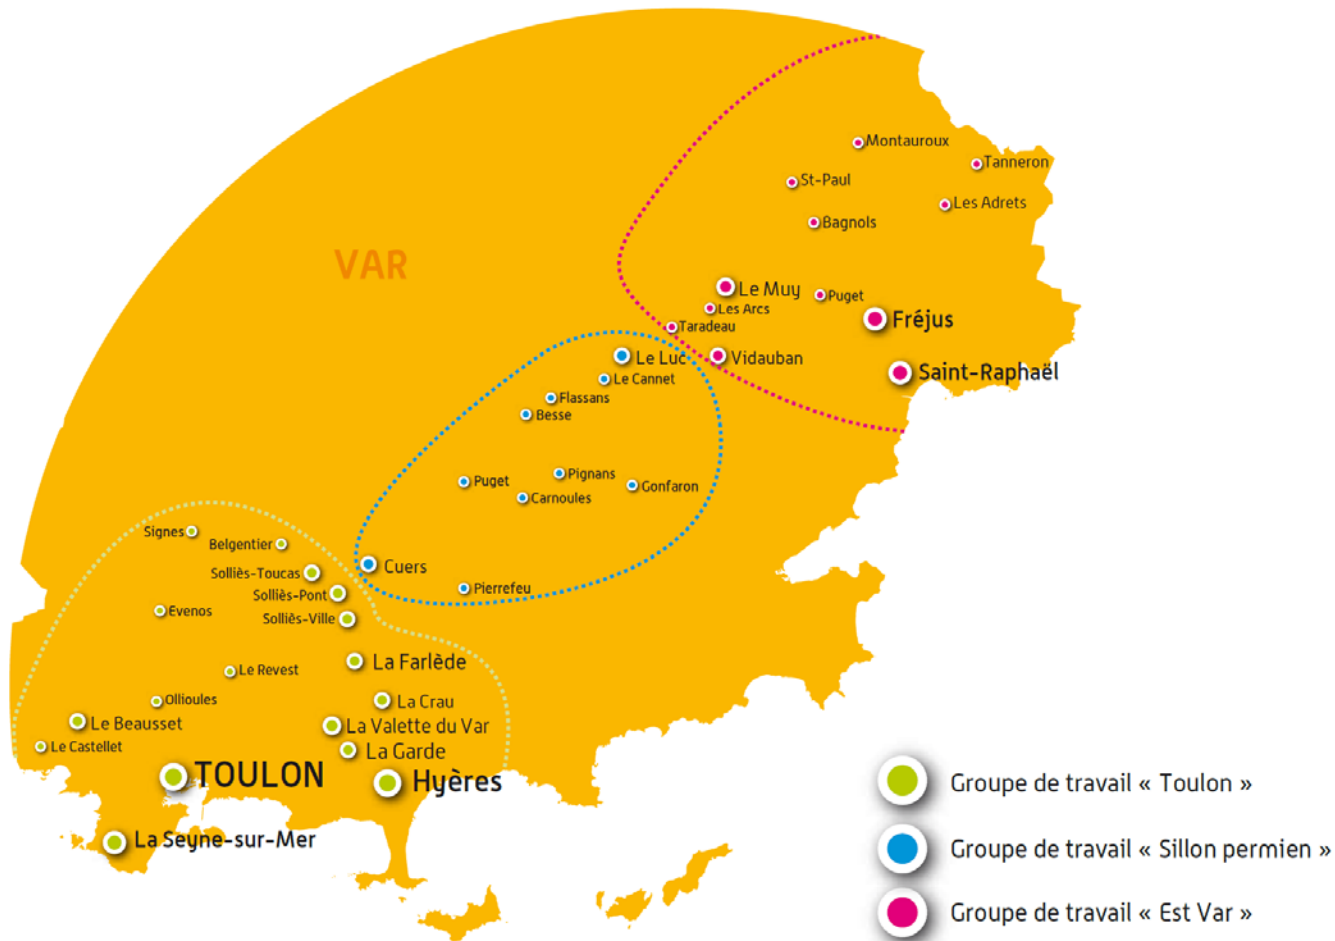 Montauroux
Tanneron
St-Paul
Les Adrets
Bagnols
VAR
Le Muy
Puget
Les Arcs
Fréjus
Taradeau
Le Luc
Vidauban
Saint-Raphaël
Le Cannet
Flassans
Besse
Pignans
Puget
Gonfaron
Carnoules
Signes
Belgentier
Cuers
Solliès-Toucas
Pierrefeu
Solliès-Pont
Evenos
Solliès-Ville
La Farlède
Le Revest
Ollioules
La Crau
Le Beausset
La Valette du Var
Le Castellet
La Garde
TOULON
Hyères
La Seyne-sur-Mer
Groupe de travail « Toulon »
Groupe de travail « Sillon permien »
Groupe de travail « Est Var »